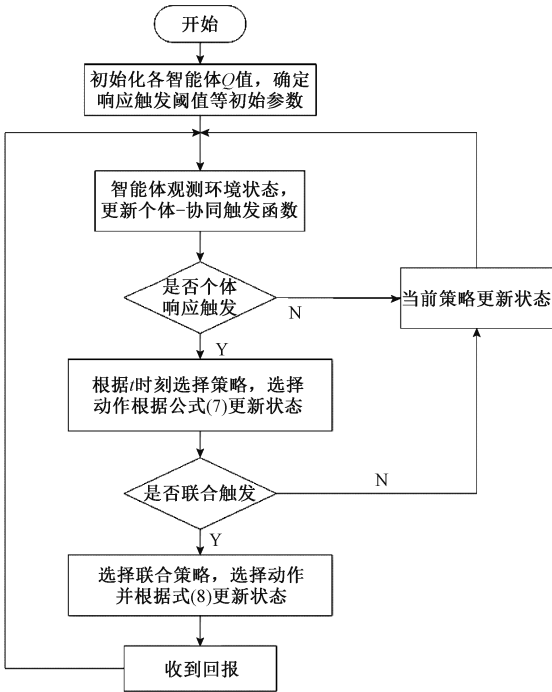 开始
初始化各智能体Q值，确定
响应触发阈值等初始参数
智能体观测环境状态，
更新个体-协同触发函数
是否个体
响应触发
N
当前策略更新状态
Y
根据t时刻选择策略，选择
动作根据公式(7)更新状态
是否联合触发
N
Y
选择联合策略，选择动作
并根据式(8)更新状态
收到回报